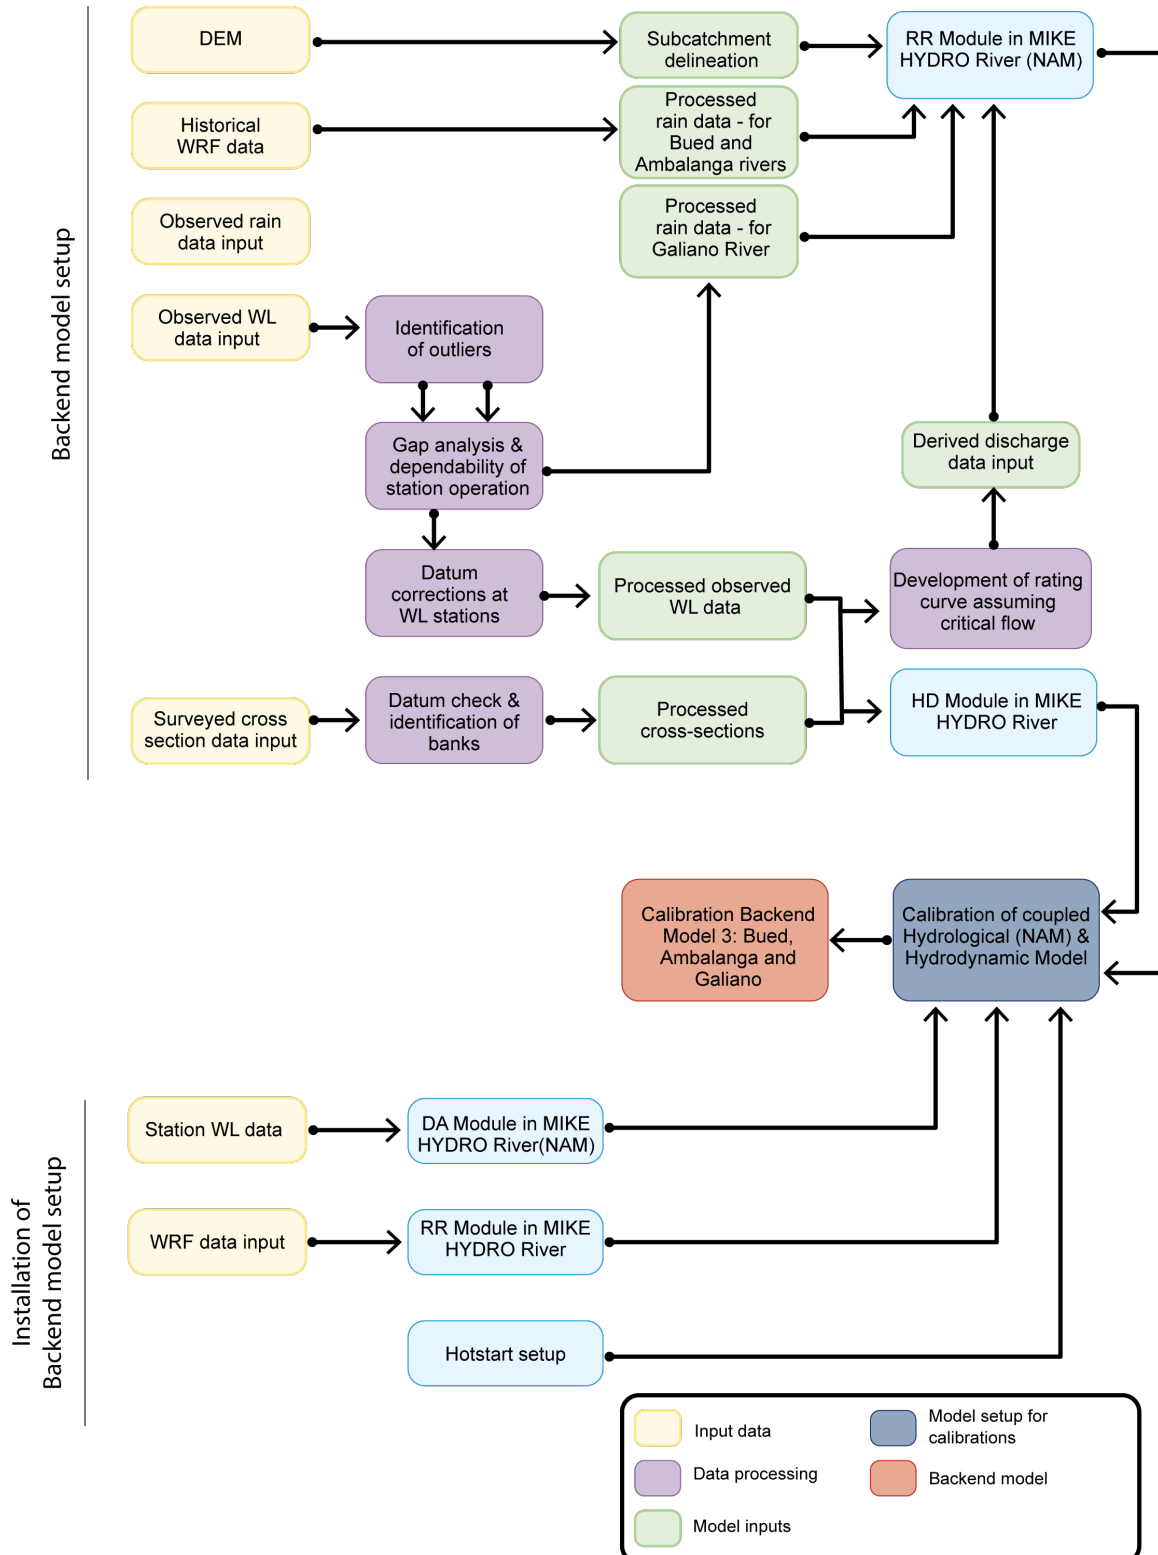 Backend model setup
DEM
Subcatchment
delineation
RR Module in MIKE
HYDRO River (NAM)
Historical
WRF data
Processed
rain data - for
Bued and
Ambalanga rivers
Observed rain
data input
Processed
rain data - for
Galiano River
Observed WL
data input
Identification
of outliers
Gap analysis &
dependability of
station operation
Derived discharge
data input
Datum
corrections at
WL stations
Processed observed
WL data
Development of rating
curve assuming
critical flow
Surveyed cross
section data input
Datum check &
identification of
banks
Processed
cross-sections
HD Module in MIKE
HYDRO River
Calibration Backend
Model 3: Bued,
Ambalanga and
Galiano
Calibration of coupled
Hydrological (NAM) &
Hydrodynamic Model
Installation of
Backend model setup
Station WL data
DA Module in MIKE
HYDRO River(NAM)
WRF data input
RR Module in MIKE
HYDRO River
Hotstart setup
Input data
Model setup for
calibrations
Data processing
Backend model
Model inputs